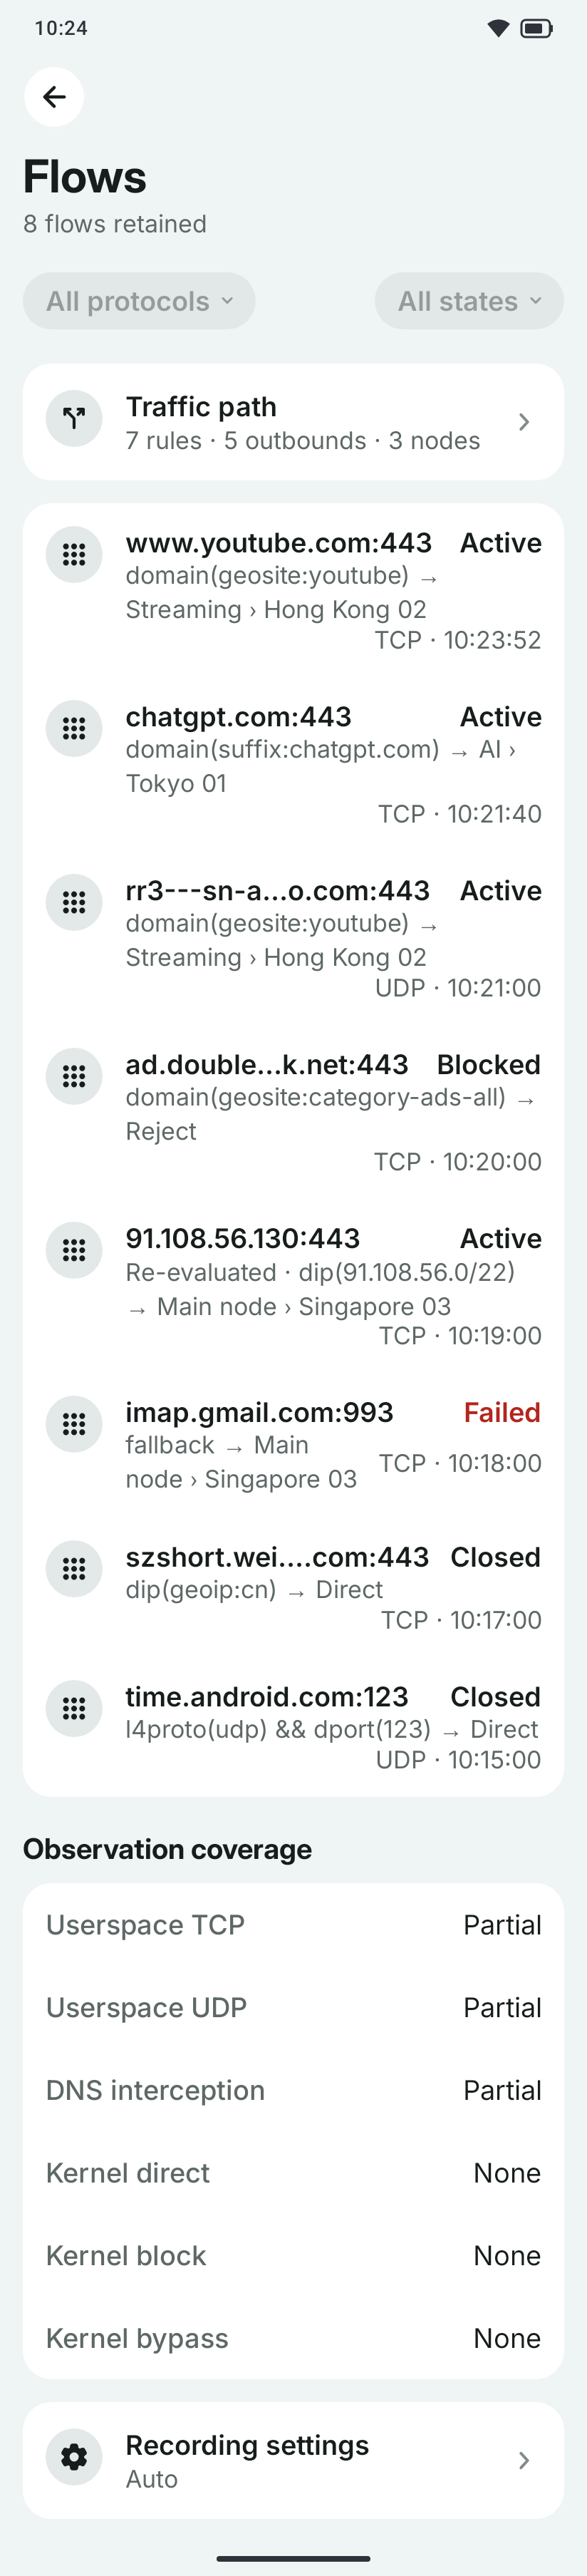 10:24
Flows
8 flows retained
All protocols
All states
Traffic path
7 rules · 5 outbounds · 3 nodes
www.youtube.com:443 Active
domain(geosite:youtube) →
Streaming › Hong Kong 02
TCP · 10:23:52
chatgpt.com:443 Active
domain(suffix:chatgpt.com) → AI ›
Tokyo 01
TCP · 10:21:40
rr3---sn-a…o.com:443 Active
domain(geosite:youtube) →
Streaming › Hong Kong 02
UDP · 10:21:00
ad.double…k.net:443 Blocked
domain(geosite:category-ads-all) →
Reject
TCP · 10:20:00
91.108.56.130:443 Active
Re-evaluated · dip(91.108.56.0/22)
→ Main node › Singapore 03
TCP · 10:19:00
imap.gmail.com:993 Failed
fallback → Main
node › Singapore 03
TCP · 10:18:00
szshort.wei.…com:443 Closed
dip(geoip:cn) → Direct
TCP · 10:17:00
time.android.com:123 Closed
l4proto(udp) && dport(123) → Direct
UDP · 10:15:00
Observation coverage
Userspace TCP Partial
Userspace UDP Partial
DNS interception Partial
Kernel direct None
Kernel block None
Kernel bypass None
Recording settings
Auto